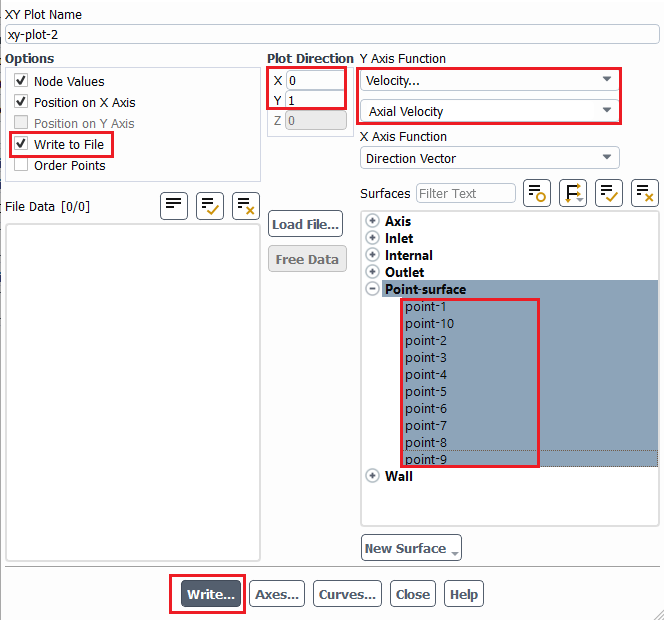 XY Plot Name
xy-plot-2
Options
Node Values
Position on X Axis
Position on Y Axis
Write to File
Order Points
Plot Direction
X 0
Y 1
Z 0
Y Axis Function
Velocity...
Axial Velocity
X Axis Function
Direction Vector
File Data [0/0]
Load File...
Free Data
Surfaces Filter Text
Axis
Inlet
Internal
Outlet
Point-surface
point-1
point-10
point-2
point-3
point-4
point-5
point-6
point-7
point-8
point-9
Wall
New Surface
Write... Axes... Curves... Close Help